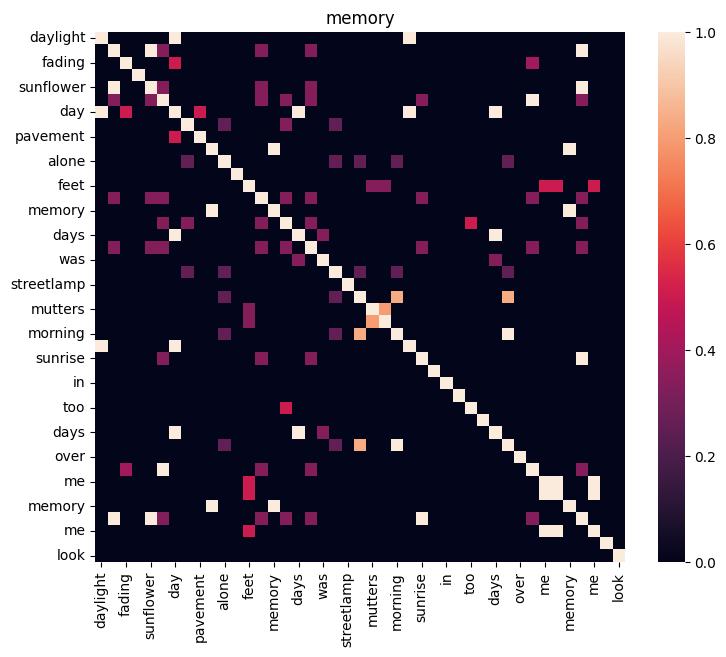 memory
daylight
fading
sunflower
day
pavement
alone
feet
memory
days
was
streetlamp
mutters
morning
sunrise
in
too
days
over
me
memory
me
look
1.0
0.8
0.6
0.4
0.2
0.0
daylight
fading
sunflower
day
pavement
alone
feet
memory
days
was
streetlamp
mutters
morning
sunrise
in
too
days
over
me
memory
me
look